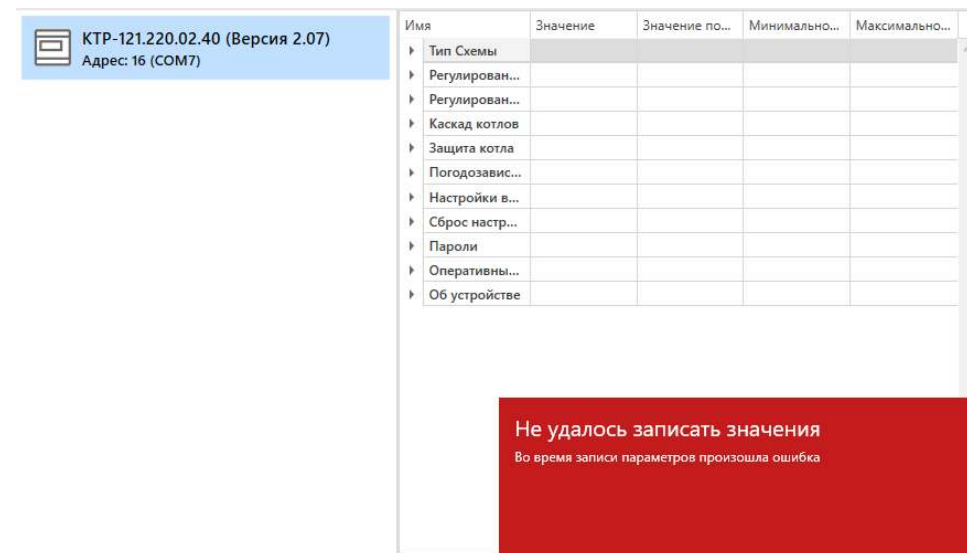 КТР-121.220.02.40 (Версия 2.07)
Адрес: 16 (COM7)
Имя Значение Значение по... Минимально... Максимально...
Тип Схемы
Регулирован...
Регулирован...
Каскад котлов
Защита котла
Погодозавис...
Настройки в...
Сброс настр...
Пароли
Оперативны...
Об устройстве
Не удалось записать значения
Во время записи параметров произошла ошибка